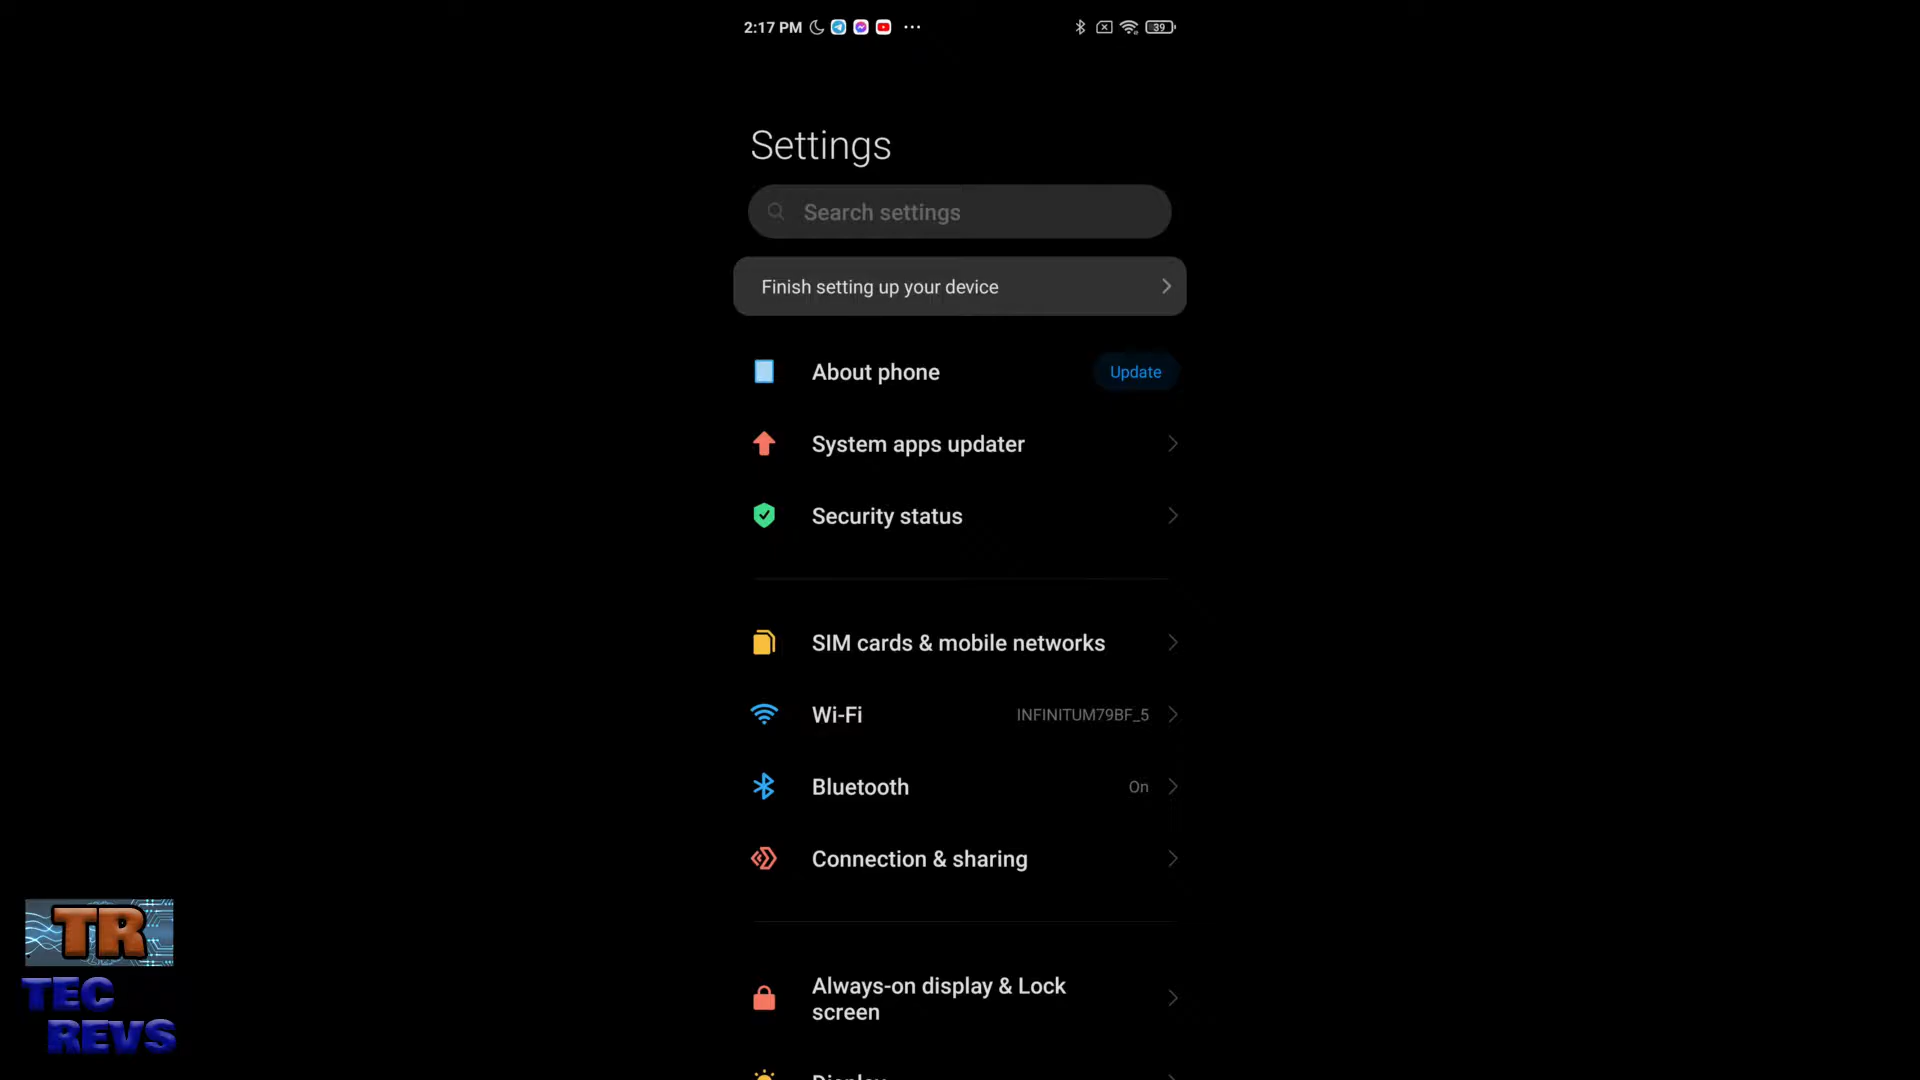 2:17 PM
39
Settings
Search settings
Finish setting up your device
About phone
Update
System apps updater
Security status
SIM cards & mobile networks
Wi-Fi
INFINITUM79BF_5
Bluetooth
On
Connection & sharing
Always-on display & Lock
screen
Display
TR
TEC
REVS